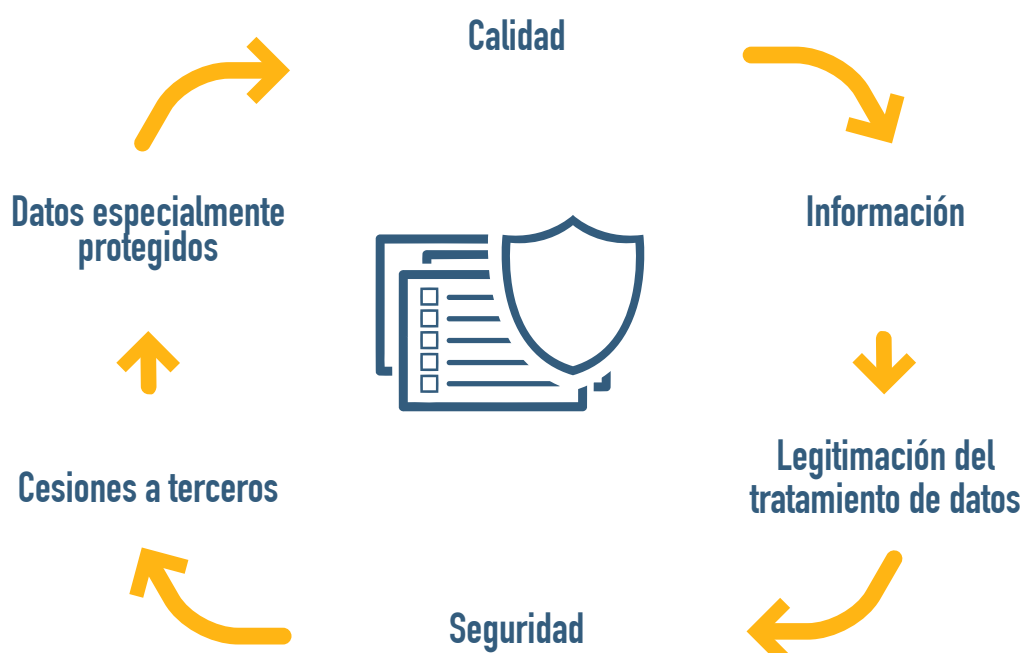 Calidad
Información
Legitimación del
tratamiento de datos
Seguridad
Cesiones a terceros
Datos especialmente
protegidos